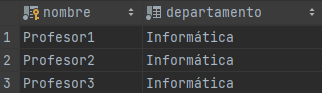 nombre departamento
1 Profesor1 Informática
2 Profesor2 Informática
3 Profesor3 Informática